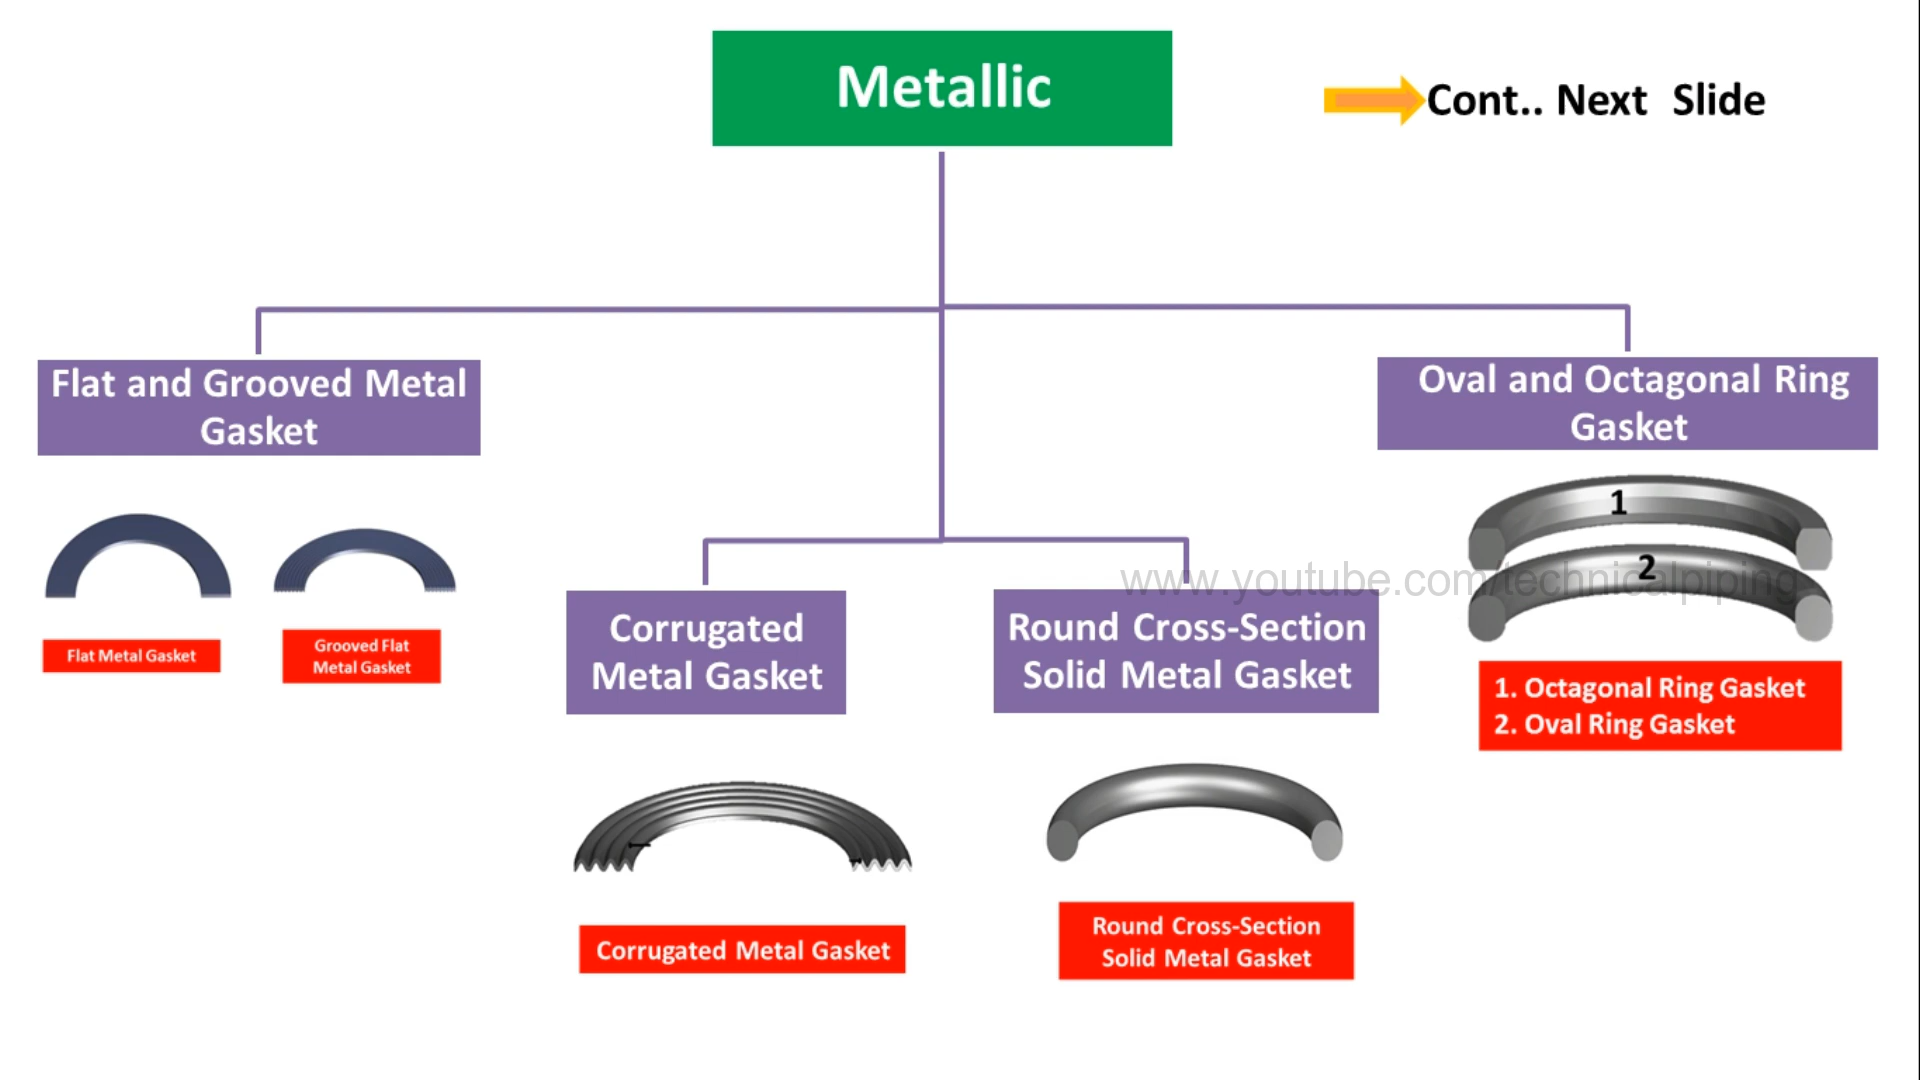 Metallic
Cont.. Next Slide
Flat and Grooved Metal
Gasket
Oval and Octagonal Ring
Gasket
1
2
www.youtube.com/technicalpiping
Corrugated
Metal Gasket
Round Cross-Section
Solid Metal Gasket
Flat Metal Gasket
Grooved Flat
Metal Gasket
1. Octagonal Ring Gasket
2. Oval Ring Gasket
Corrugated Metal Gasket
Round Cross-Section
Solid Metal Gasket